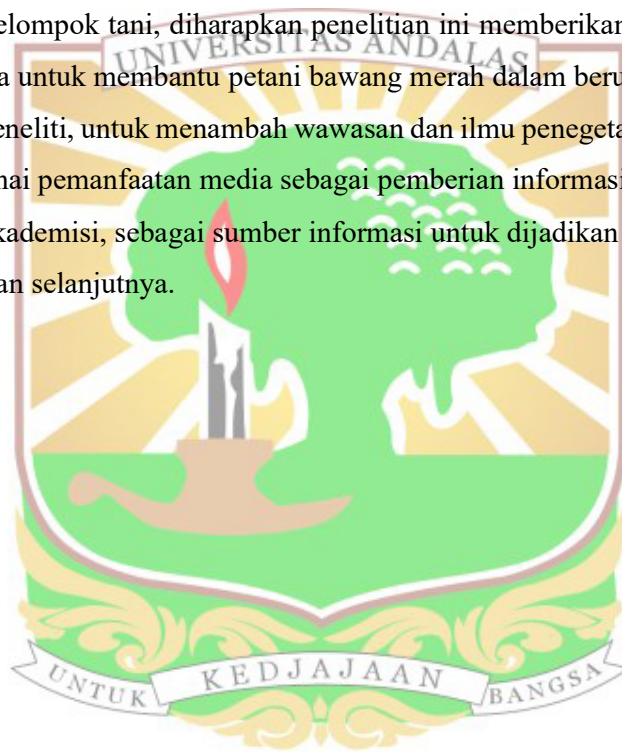 elompok tani, diharapkan penelitian ini memberikan
UNIVERSITAS ANDALAS
a untuk membantu petani bawang merah dalam beru
eneliti, untuk menambah wawasan dan ilmu penegeta
nai pemanfaatan media sebagai pemberian informasi
kademisi, sebagai sumber informasi untuk dijadikan
an selanjutnya.
UNTUK KEDJAJAAN BANGSA